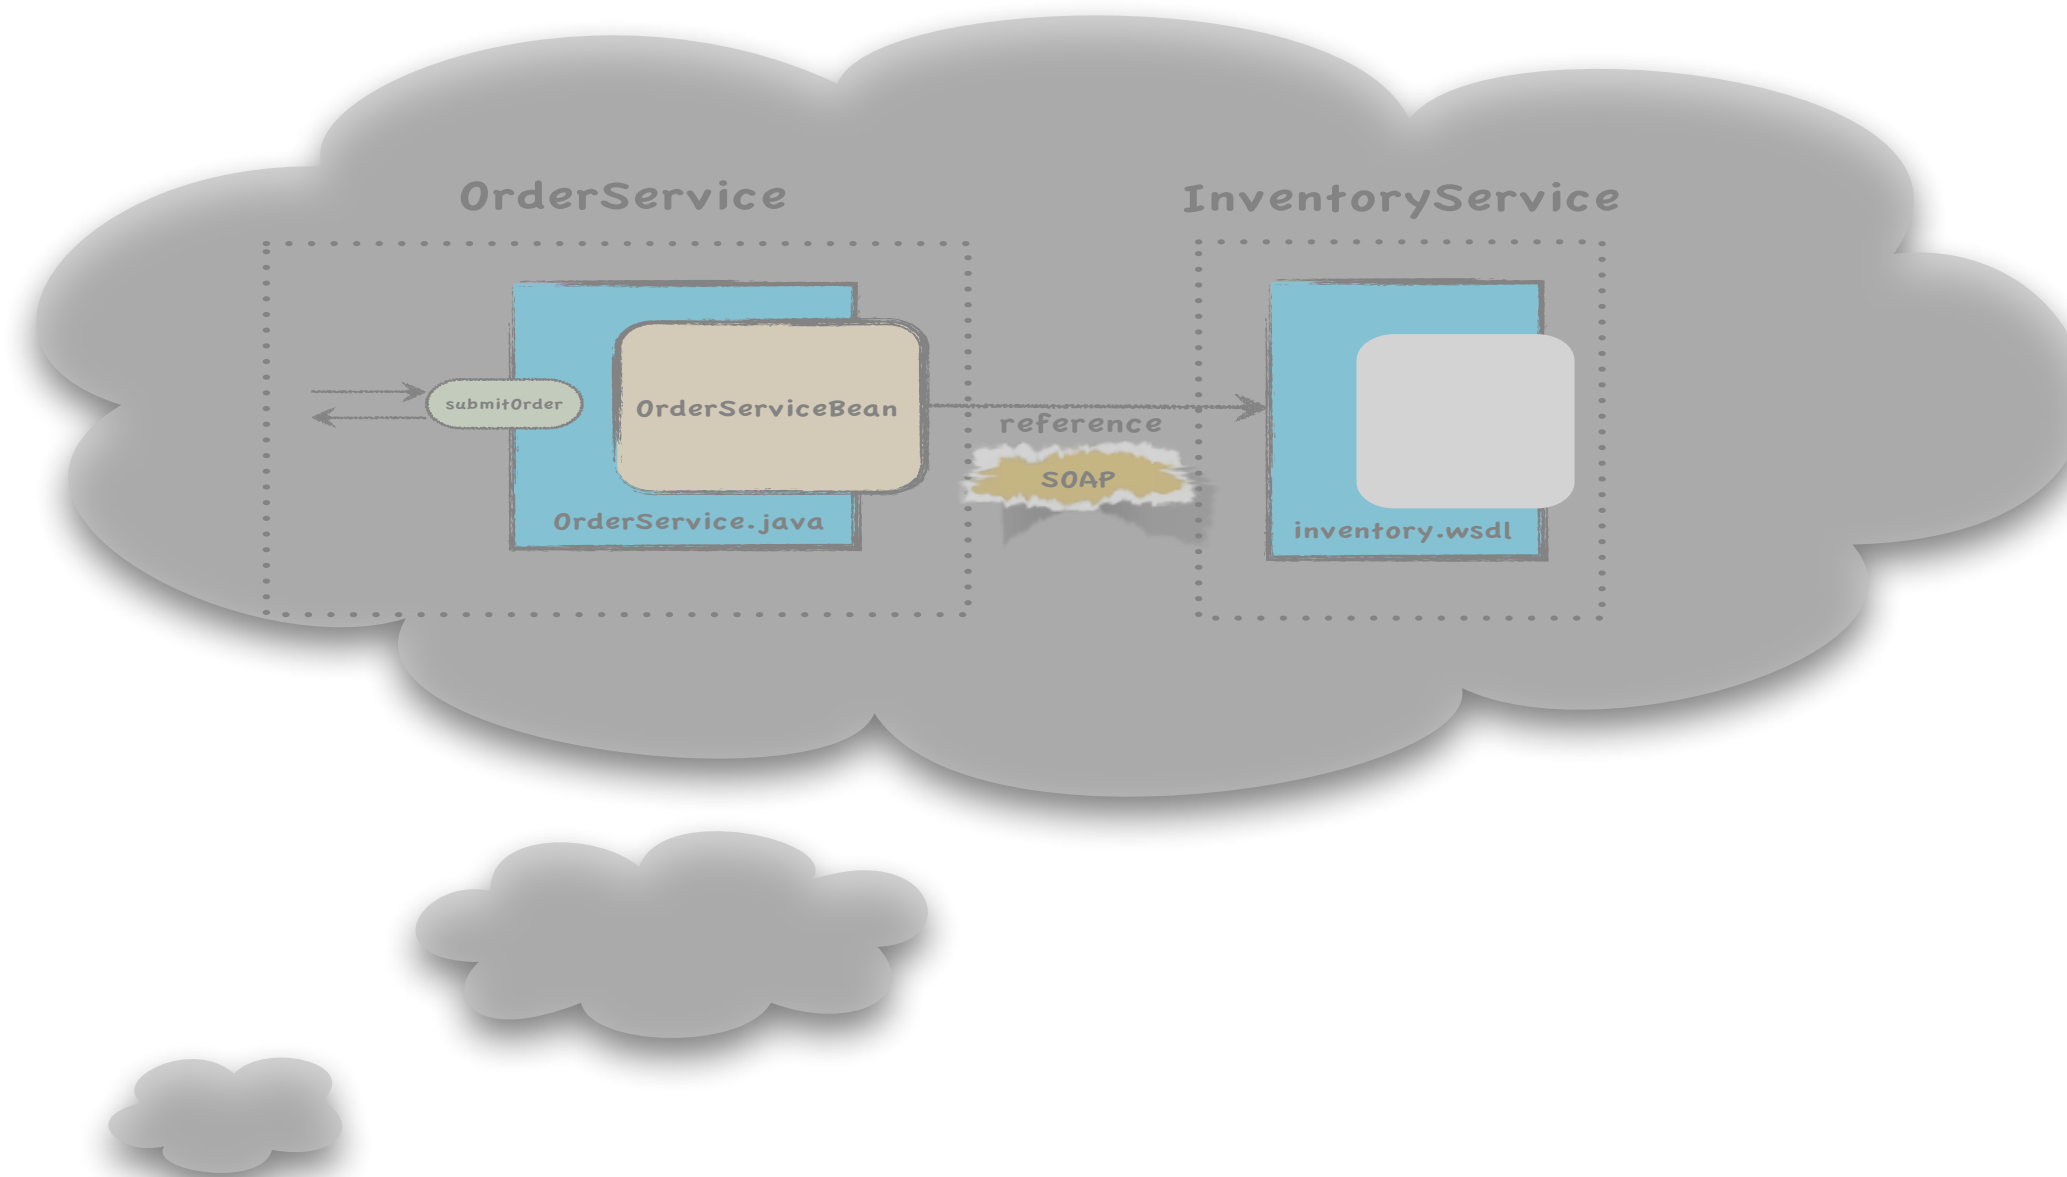 OrderService
InventoryService
submitOrder
OrderServiceBean
reference
SOAP
OrderService.java
inventory.wsdl